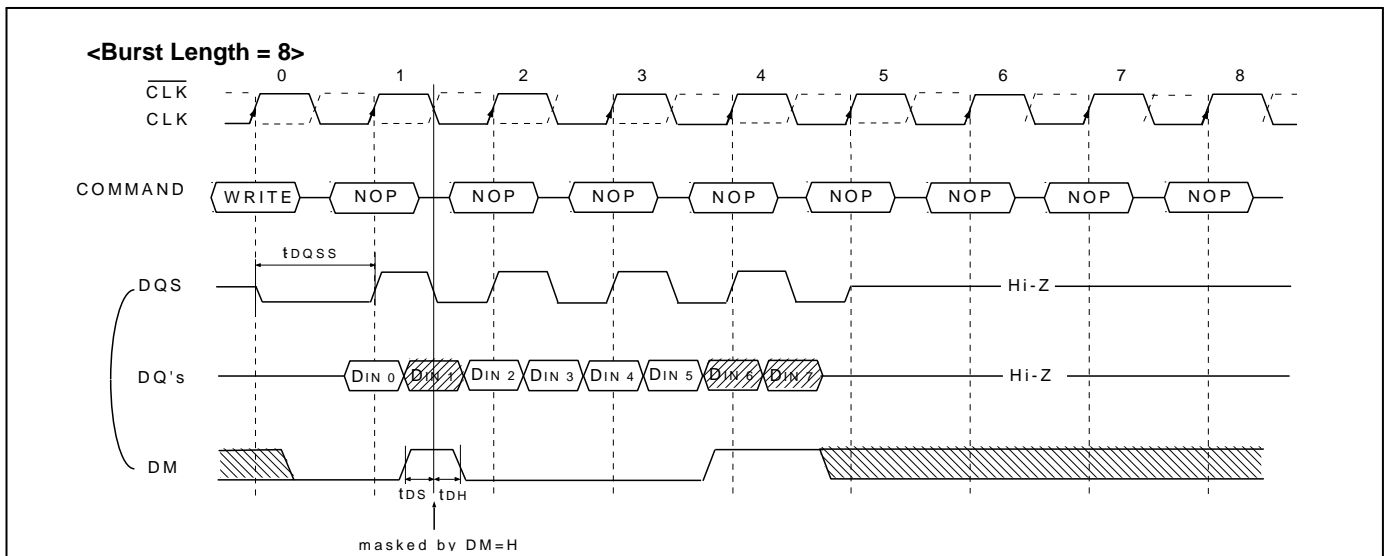 <Burst Length = 8>
0 1 2 3 4 5 6 7 8
CLK
CLK
COMMAND WRITE NOP NOP NOP NOP NOP NOP NOP NOP
tDQSS
DQS Hi-Z
DQ's DIN 0 DIN 1 DIN 2 DIN 3 DIN 4 DIN 5 DIN 6 DIN 7 Hi-Z
DM
tDS tDH
masked by DM=H